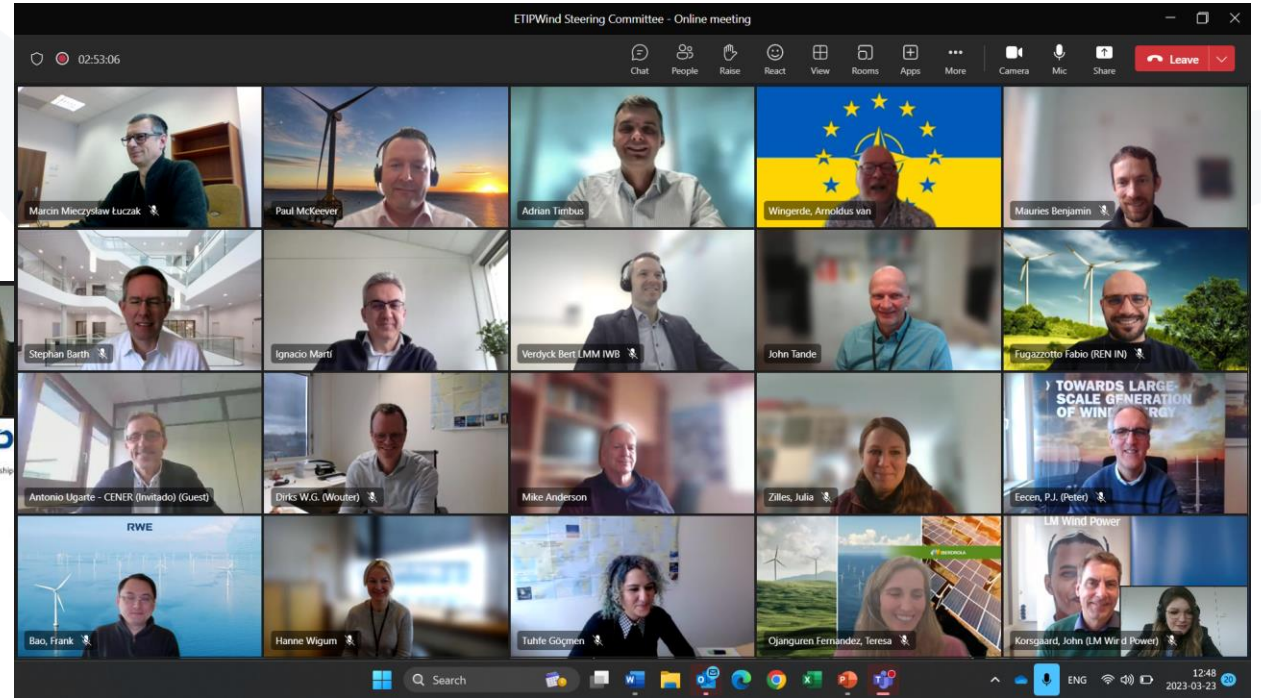 ETIPWind Steering Committee - Online meeting
02:53:06
Chat People Raise React View Rooms Apps More Camera Mic Share Leave
Marcin Mieczysław Łuczak
Paul McKeever
Adrian Timbus
Wingerde, Arnoldus van
Mauries Benjamin
Stephan Barth
Ignacio Martí
Verdyck Bert LMM IWB
John Tande
Fugazzotto Fabio (REN IN)
TOWARDS LARGE-
SCALE GENERATION
OF WIND ENERGY
Antonio Ugarte - CENER (Invitado) (Guest)
Dirks W.G. (Wouter)
Mike Anderson
Zilles, Julia
Eecen, P.J. (Peter)
RWE
LM Wind Power
IBERDROLA
Bao, Frank
Hanne Wigum
Tuhfe Göçmen
Ojanguren Fernandez, Teresa
Korsgaard, John (LM Wind Power)
Search
ENG
12:48
2023-03-23
20